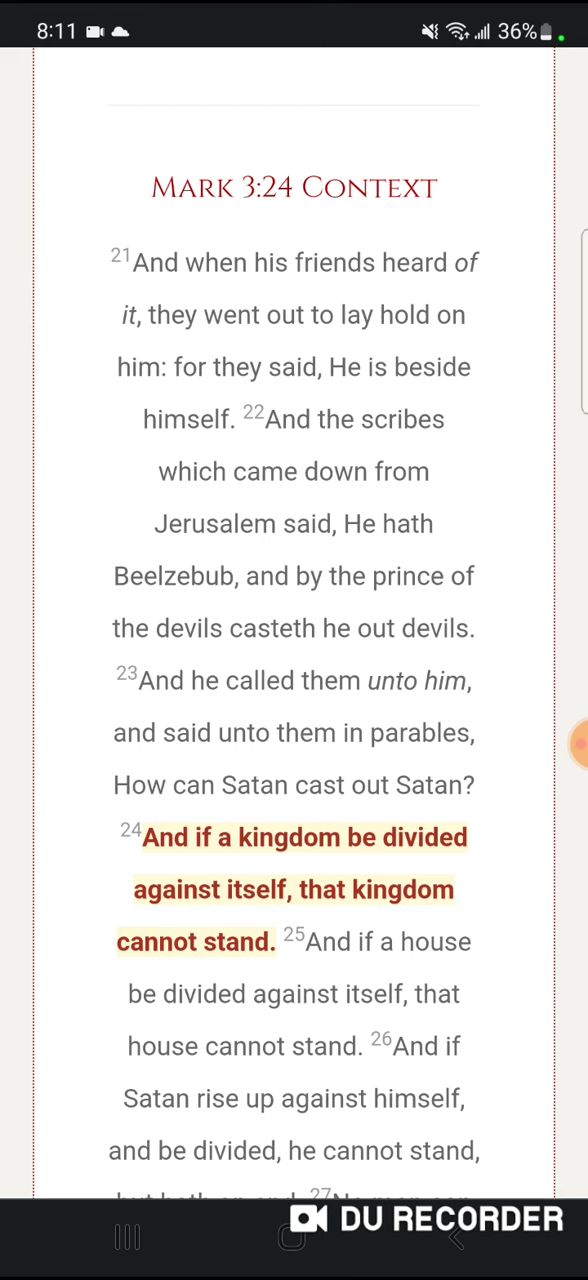 8:11 36%
Mark 3:24 Context
21And when his friends heard of
it, they went out to lay hold on
him: for they said, He is beside
himself. 22And the scribes
which came down from
Jerusalem said, He hath
Beelzebub, and by the prince of
the devils casteth he out devils.
23And he called them unto him,
and said unto them in parables,
How can Satan cast out Satan?
24And if a kingdom be divided
against itself, that kingdom
cannot stand. 25And if a house
be divided against itself, that
house cannot stand. 26And if
Satan rise up against himself,
and be divided, he cannot stand,
27
DU RECORDER